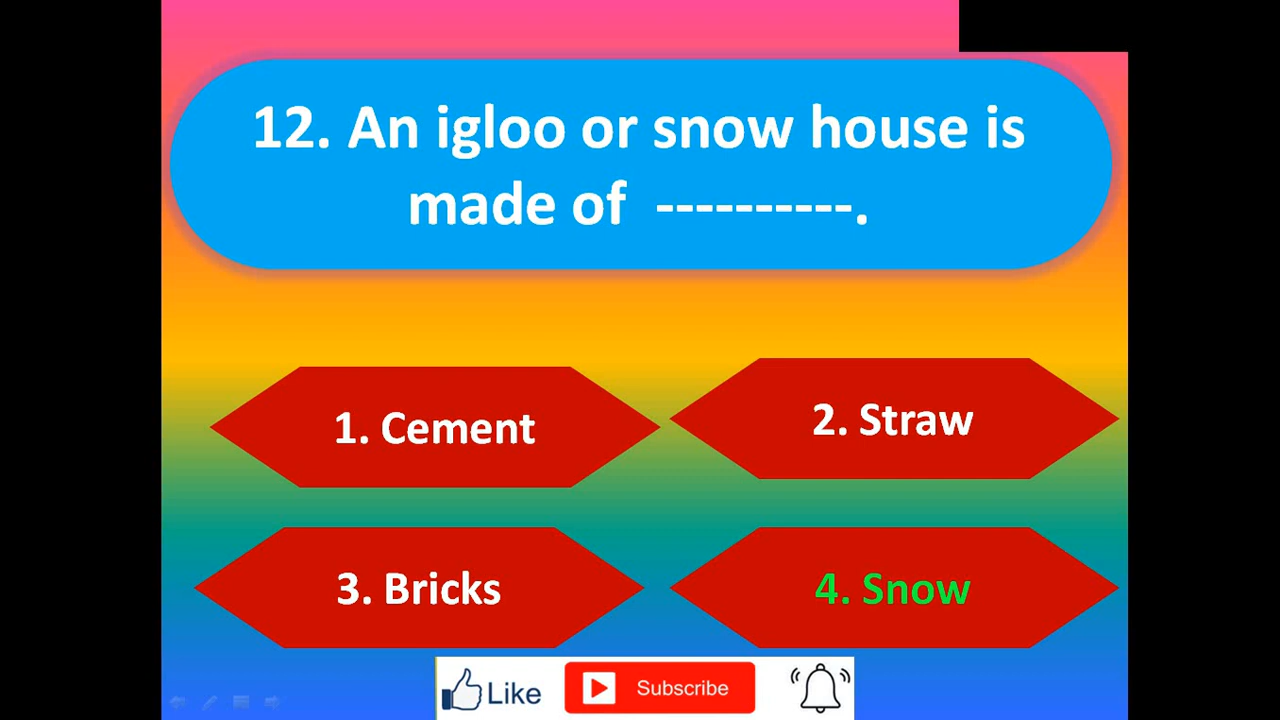 12. An igloo or snow house is
made of ----------.
1. Cement
2. Straw
3. Bricks
4. Snow
Like
Subscribe